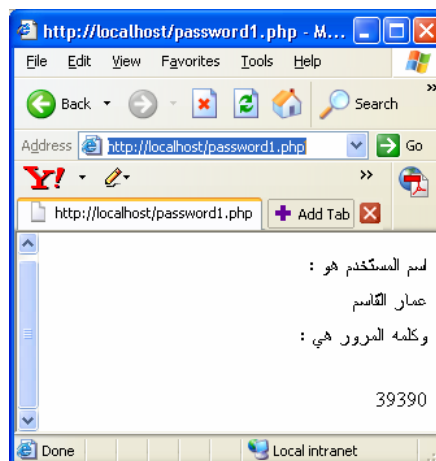 http://localhost/password1.php - M...
File Edit View Favorites Tools Help »
Back Search
Address http://localhost/password1.php Go
Y! »
http://localhost/password1.php Add Tab
اسم المستخدم هو :
عمار القاسم
وكلمه المرور هي :
39390
Done Local intranet